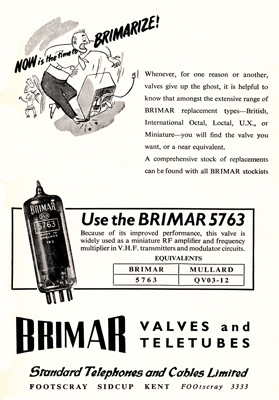 NOW is the time to BRIMARIZE!
Whenever, for one reason or another,
valves give up the ghost, it is helpful to
know that amongst the extensive range of
BRIMAR replacement types—British,
International Octal, Loctal, U.X., or
Miniature—you will find the valve you
want, or a near equivalent.
A comprehensive stock of replacements
can be found with all BRIMAR stockists
BRIMAR
5763
Use the BRIMAR 5763
Because of its improved performance, this valve is
widely used as a miniature RF amplifier and frequency
multiplier in V.H.F. transmitters and modulator circuits.
EQUIVALENTS
BRIMAR MULLARD
5763 QV03-12
BRIMAR VALVES and
TELETUBES
Standard Telephones and Cables Limited
FOOTSCRAY SIDCUP KENT FOOtscray 3333